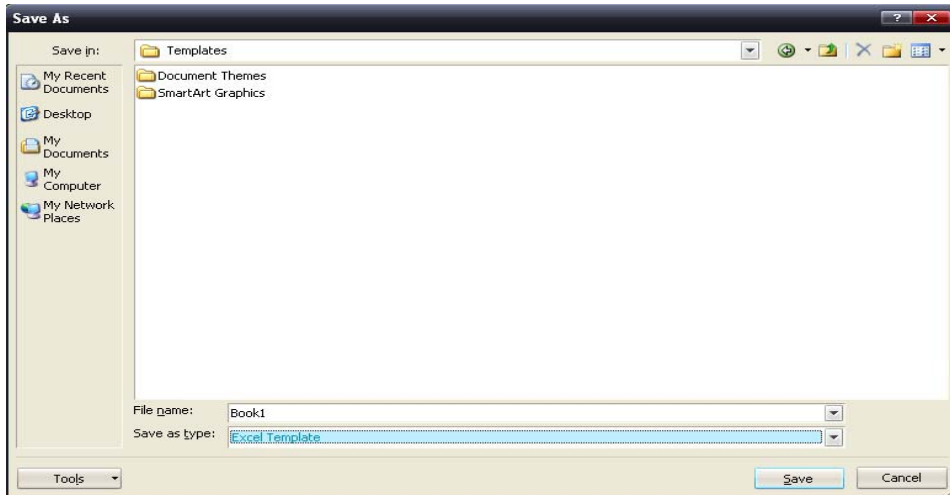 Save As
Save in:
Templates
My Recent
Documents
Desktop
My
Documents
My
Computer
My Network
Places
Document Themes
SmartArt Graphics
File name:
Book1
Save as type:
Excel Template
Tools
Save
Cancel